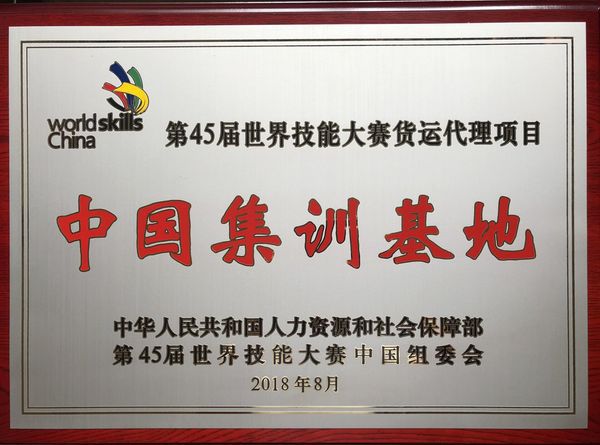 worldskills
China
第45届世界技能大赛货运代理项目
中国集训基地
中华人民共和国人力资源和社会保障部
第45届世界技能大赛中国组委会
2018年8月